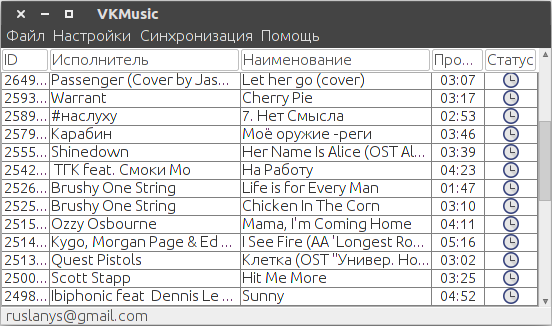 VKMusic
Файл Настройки Синхронизация Помощь
ID Исполнитель Наименование Про... Статус
2649... Passenger (Cover by Jas... Let her go (cover) 03:07
2593... Warrant Cherry Pie 03:17
2589... #наслуху 7. Нет Смысла 02:53
2579... Карабин Моё оружие -реги 03:46
2555... Shinedown Her Name Is Alice (OST Al... 03:39
2542... ТГК feat. Смоки Мо На Работу 04:23
2526... Brushy One String Life is for Every Man 01:47
2525... Brushy One String Chicken In The Corn 03:10
2515... Ozzy Osbourne Mama, I'm Coming Home 04:11
2514... Kygo, Morgan Page & Ed ... I See Fire (AA 'Longest Ro... 05:16
2513... Quest Pistols Клетка (OST "Универ. Но... 03:02
2500... Scott Stapp Hit Me More 03:25
2498... Ibiphonic feat Dennis Le ... Sunny 04:52
ruslanys@gmail.com